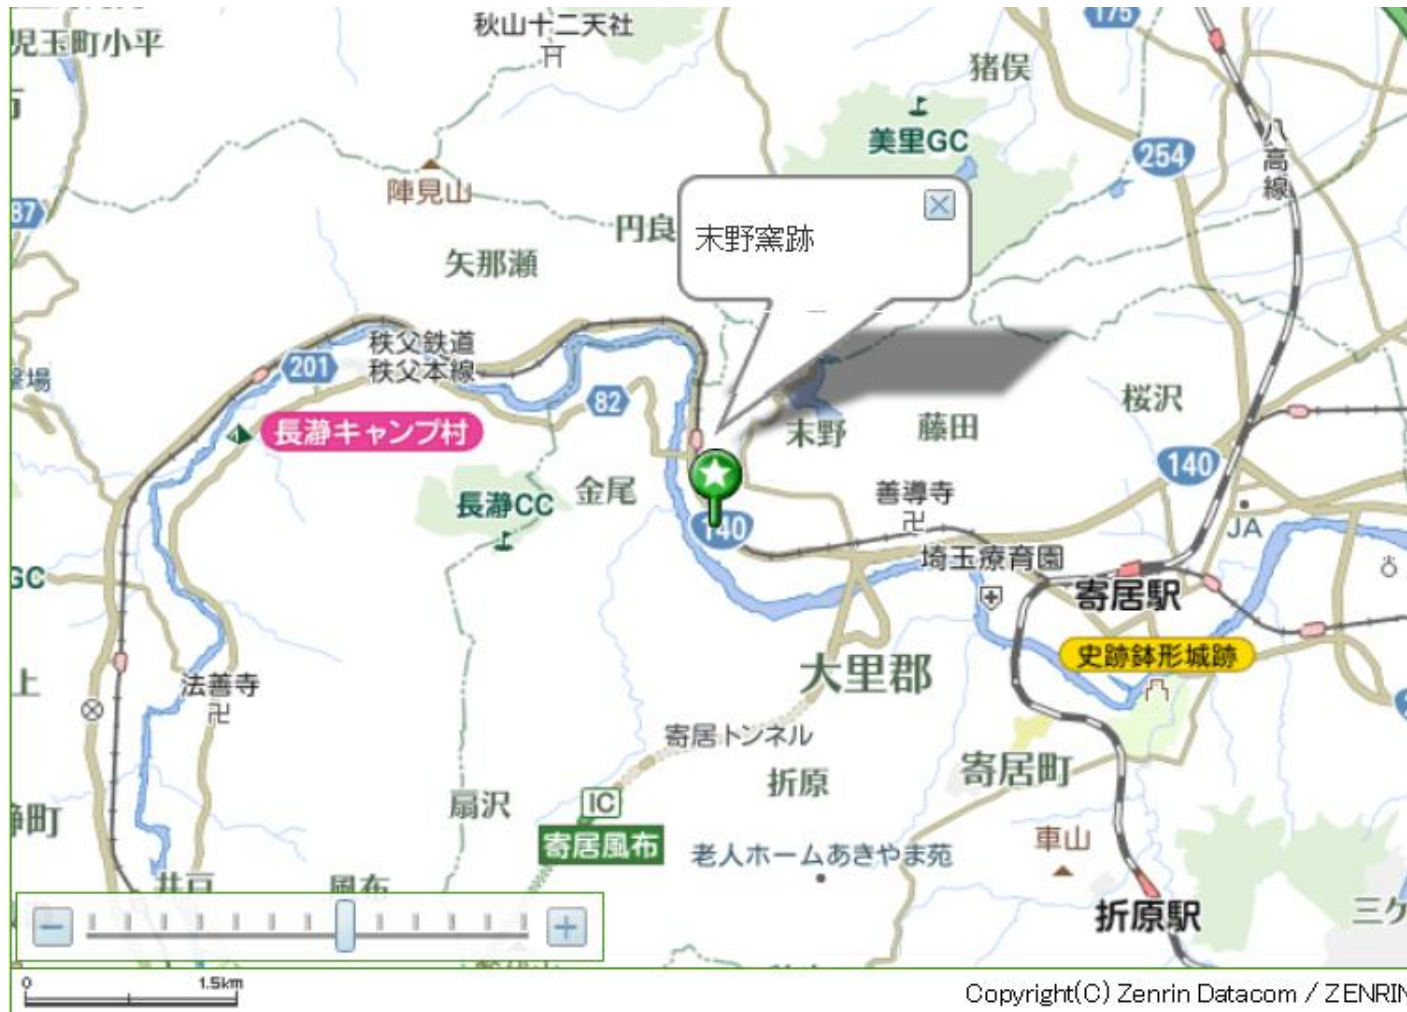 秋山十二天社
175
児玉町小平
猪俣
美里GC
254
八高線
陣見山
87
円良
末野窯跡
矢那瀬
秩父鉄道
秩父本線
201
82
桜沢
長瀞キャンプ村
末野
藤田
140
金尾
善導寺
長瀞CC
140
JA
埼玉療育園
GC
寄居駅
史跡鉢形城跡
大里郡
上
法善寺
寄居トンネル
寄居町
折原
IC
扇沢
寄居風布
車山
老人ホームあきやま苑
井戸
風布
折原駅
三ケ
0
1.5km
Copyright(C) Zenrin Datacom / ZENRIN